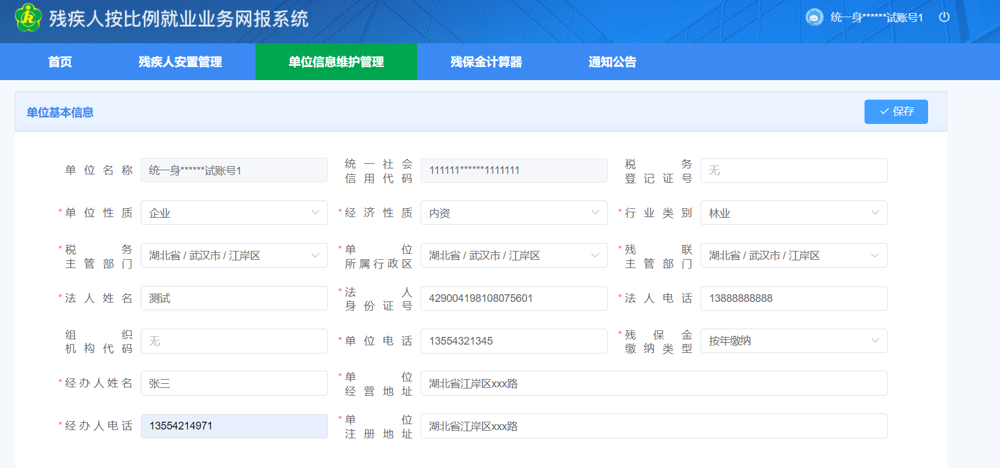 残疾人按比例就业业务网报系统
统一身******试账号1
首页 残疾人安置管理 单位信息维护管理 残保金计算器 通知公告
单位基本信息
保存
单位名称 统一身******试账号1
统一社会信用代码 111111******1111111
税务登记证号 无
* 单位性质 企业
* 经济性质 内资
* 行业类别 林业
* 税务主管部门 湖北省 / 武汉市 / 江岸区
* 单位所属行政区 湖北省 / 武汉市 / 江岸区
* 残联主管部门 湖北省 / 武汉市 / 江岸区
* 法人姓名 测试
* 法人身份证号 429004198108075601
* 法人电话 13888888888
组织机构代码 无
* 单位电话 13554321345
* 残保金缴纳类型 按年缴纳
* 经办人姓名 张三
* 单位经营地址 湖北省江岸区xxx路
* 经办人电话 13554214971
* 单位注册地址 湖北省江岸区xxx路